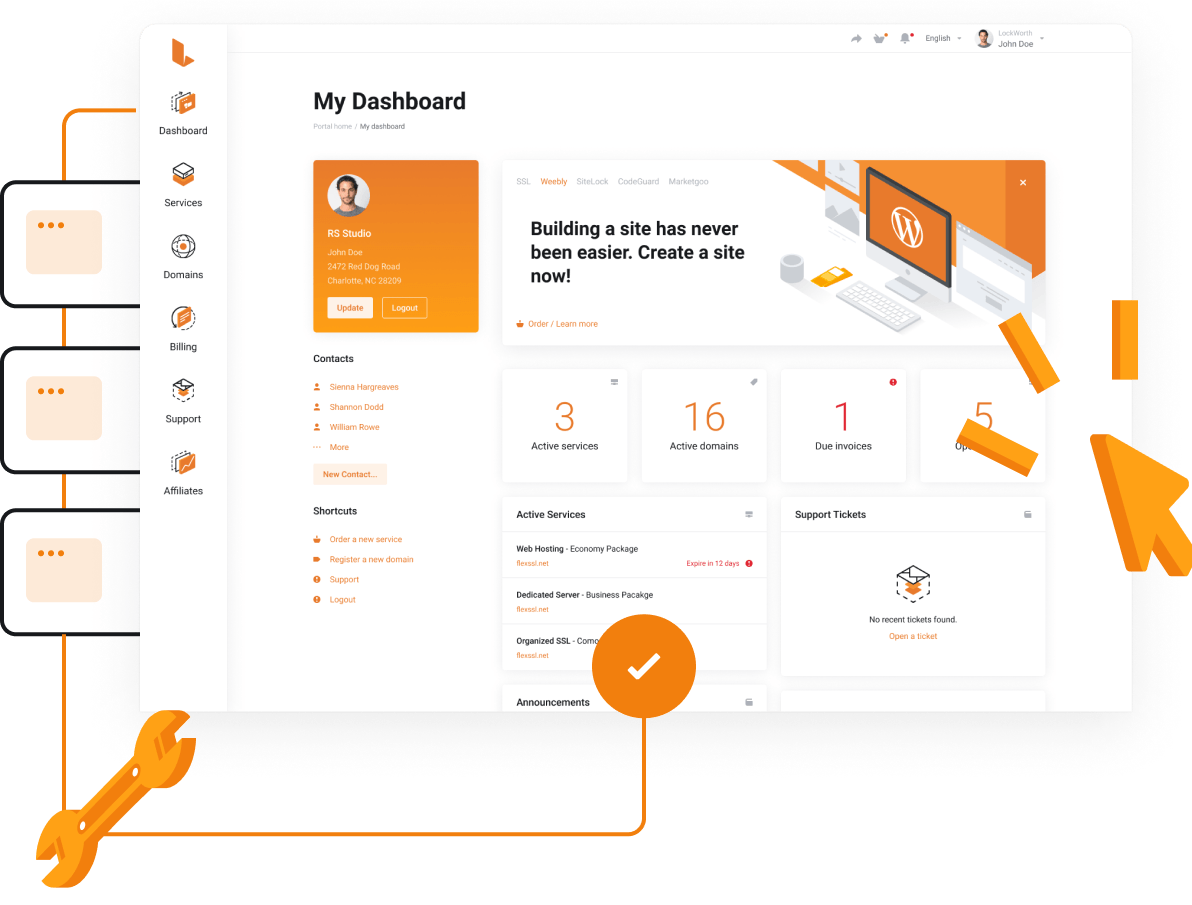 English
LockWorth
John Doe
Dashboard
Services
Domains
Billing
Support
Affiliates
My Dashboard
Portal home / My dashboard
RS Studio
John Doe
2472 Red Dog Road
Charlotte, NC 28209
Update
Logout
Contacts
Sienna Hargreaves
Shannon Dodd
William Rowe
More
New Contact...
Shortcuts
Order a new service
Register a new domain
Support
Logout
SSL Weebly SiteLock CodeGuard Marketgoo
Building a site has never
been easier. Create a site
now!
Order / Learn more
3
Active services
16
Active domains
1
Due invoices
5
Active Services
Web Hosting - Economy Package
flexssl.net
Expire in 12 days
Dedicated Server - Business Pacakge
flexssl.net
Organized SSL -
flexssl.net
Announcements
Support Tickets
No recent tickets found.
Open a ticket